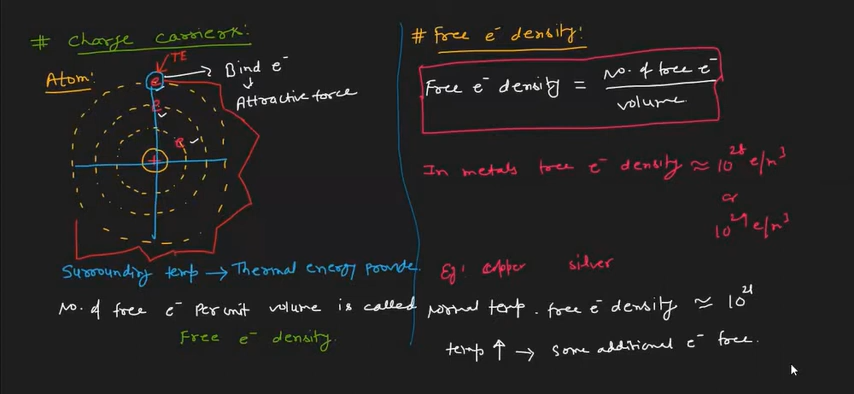 # Charge carriers:
Atom:
TE
e
Bind e⁻
↓
Attractive force
e
e
+
Surrounding temp → Thermal energy provide
No. of free e⁻ per unit volume is called
Free e⁻ density.
# Free e⁻ density:
Free e⁻ density = No. of free e⁻ / volume
In metals free e⁻ density ≈ 10²⁸ e/m³
or
10²⁹ e/m³
Eg: copper silver
normal temp. free e⁻ density ≈ 10²¹
temp ↑ → some additional e⁻ free.